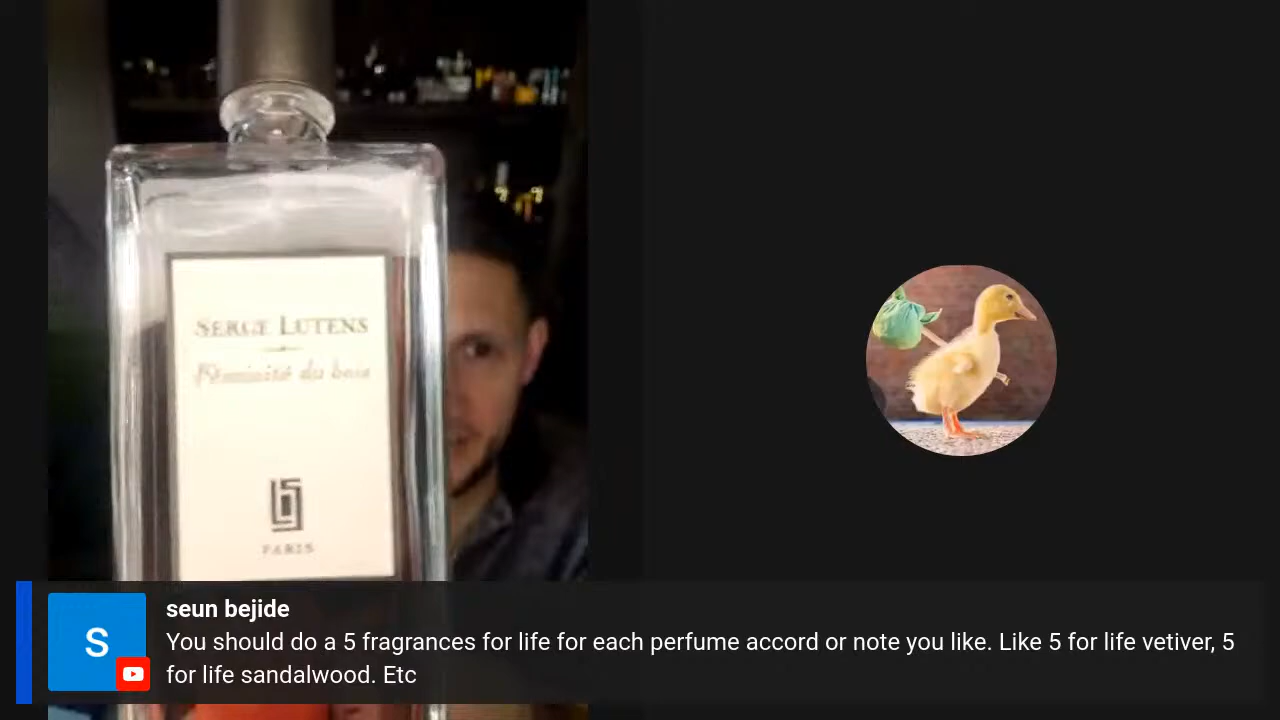 SERGE LUTENS
Féminité du bois
PARIS
S
seun bejide
You should do a 5 fragrances for life for each perfume accord or note you like. Like 5 for life vetiver, 5
for life sandalwood. Etc